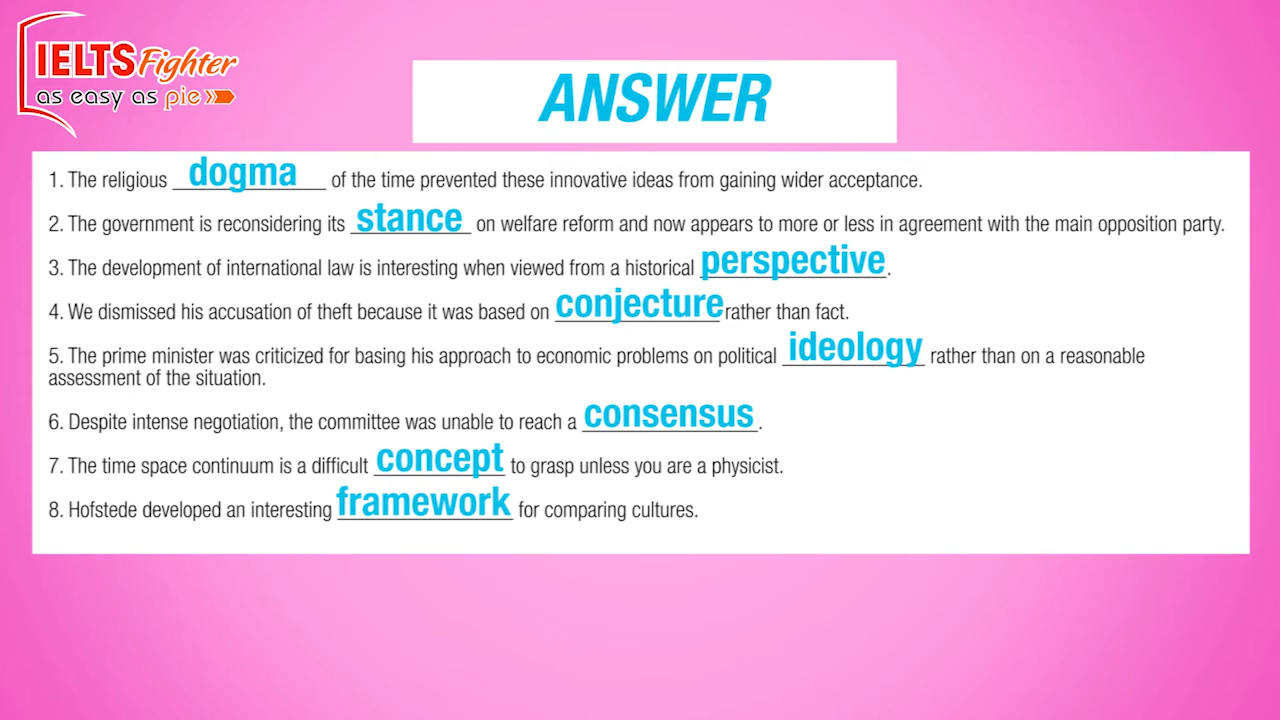 IELTS Fighter
as easy as pie
ANSWER
1. The religious dogma of the time prevented these innovative ideas from gaining wider acceptance.
2. The government is reconsidering its stance on welfare reform and now appears to more or less in agreement with the main opposition party.
3. The development of international law is interesting when viewed from a historical perspective.
4. We dismissed his accusation of theft because it was based on conjecture rather than fact.
5. The prime minister was criticized for basing his approach to economic problems on political ideology rather than on a reasonable
assessment of the situation.
6. Despite intense negotiation, the committee was unable to reach a consensus.
7. The time space continuum is a difficult concept to grasp unless you are a physicist.
8. Hofstede developed an interesting framework for comparing cultures.